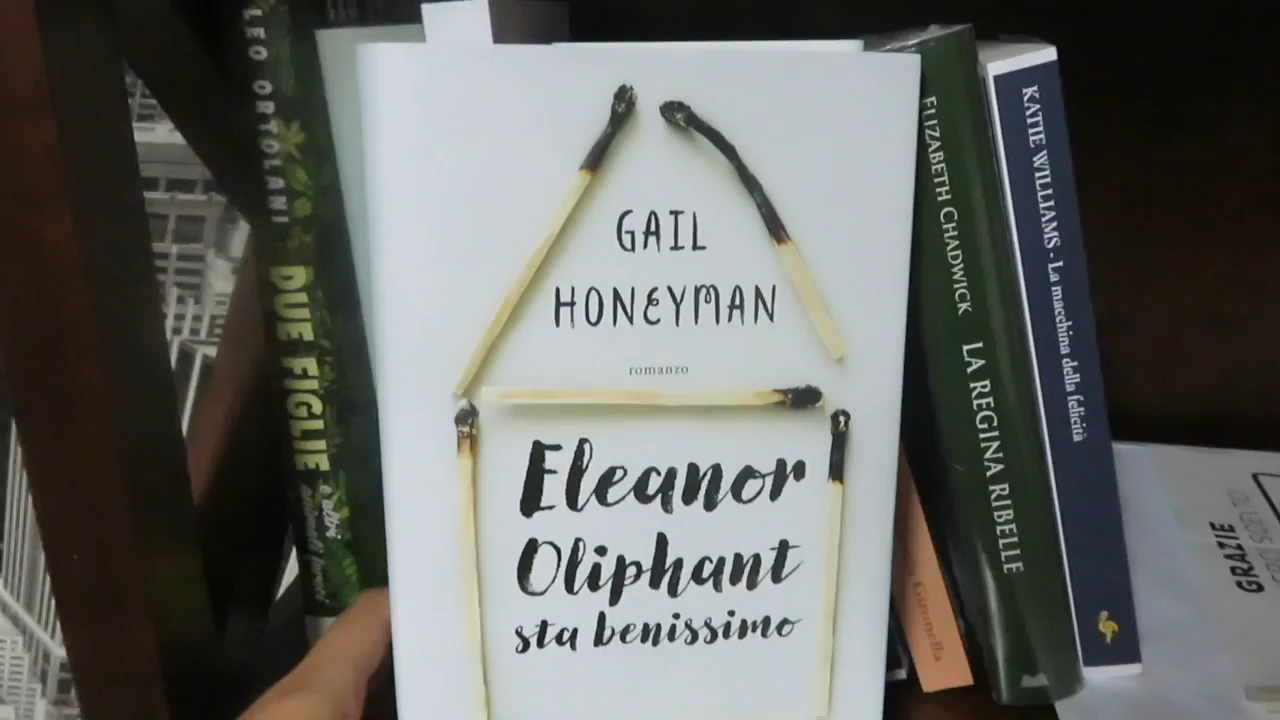 LEO ORTOLANI
DUE FIGLIE
e altri
GAIL
HONEYMAN
romanzo
Eleanor
Oliphant
sta benissimo
ELIZABETH CHADWICK LA REGINA RIBELLE
KATIE WILLIAMS - La macchina della felicità
GRAZIE